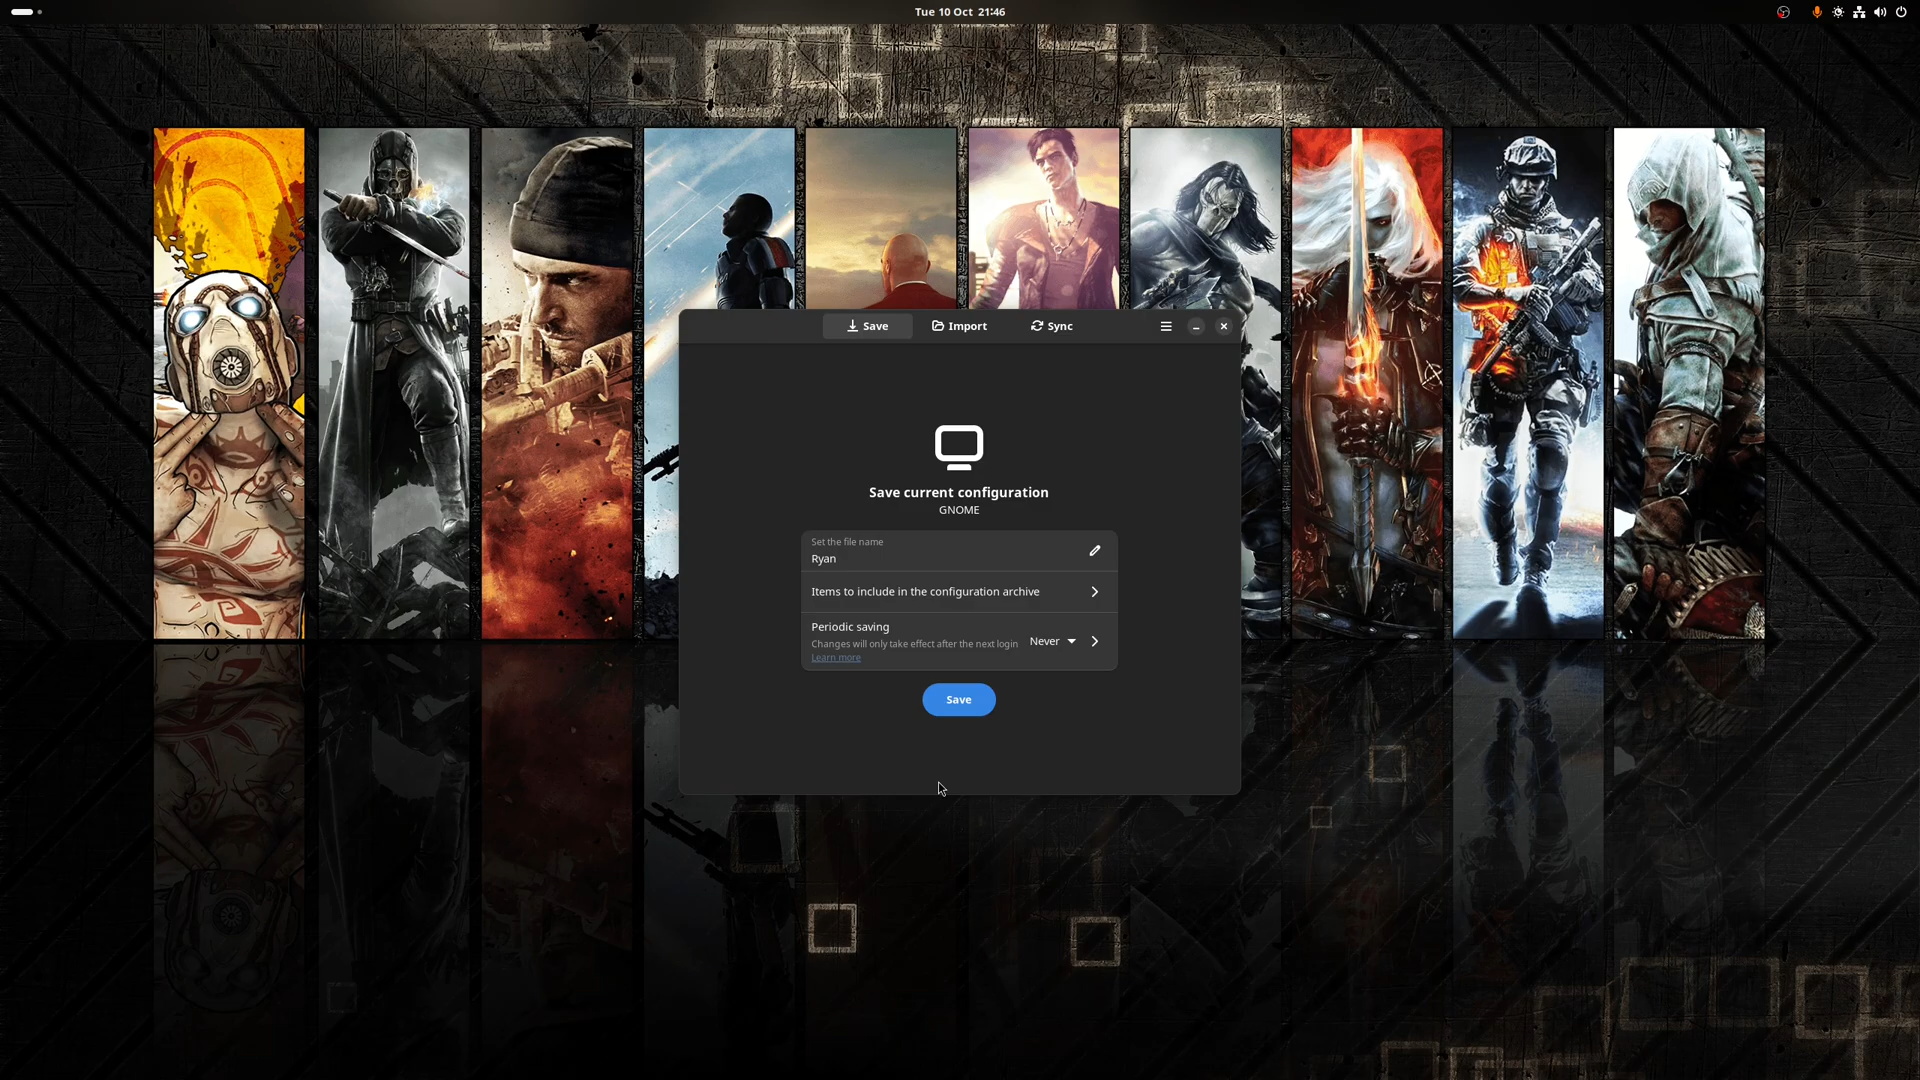 Tue 10 Oct 21:46
Save
Import
Sync
Save current configuration
GNOME
Set the file name
Ryan
Items to include in the configuration archive
Periodic saving
Changes will only take effect after the next login
Learn more
Never
Save